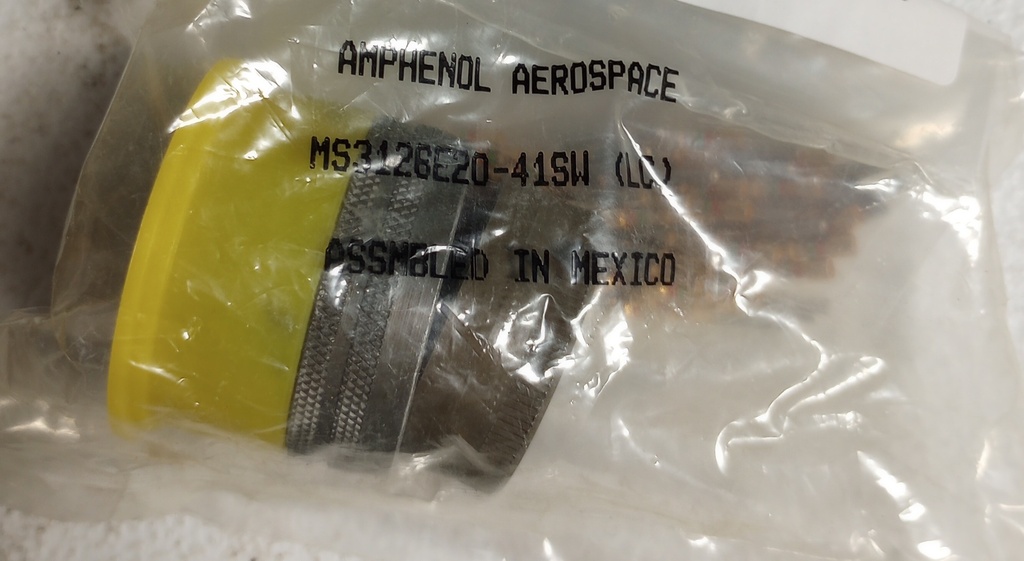 AMPHENOL AEROSPACE
MS3126E20-41SW (LC)
ASSMBLED IN MEXICO